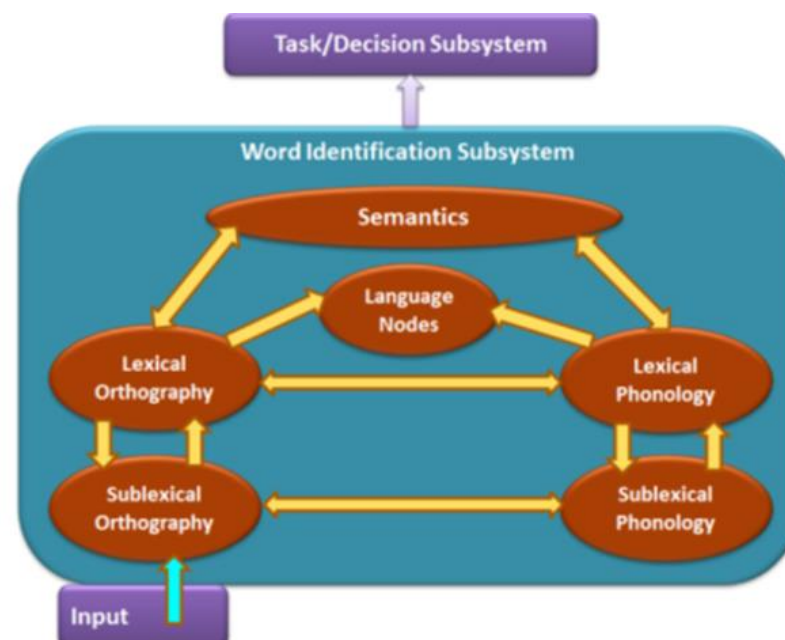 Task/Decision Subsystem
Word Identification Subsystem
Semantics
Language
Nodes
Lexical
Orthography
Lexical
Phonology
Sublexical
Orthography
Sublexical
Phonology
Input